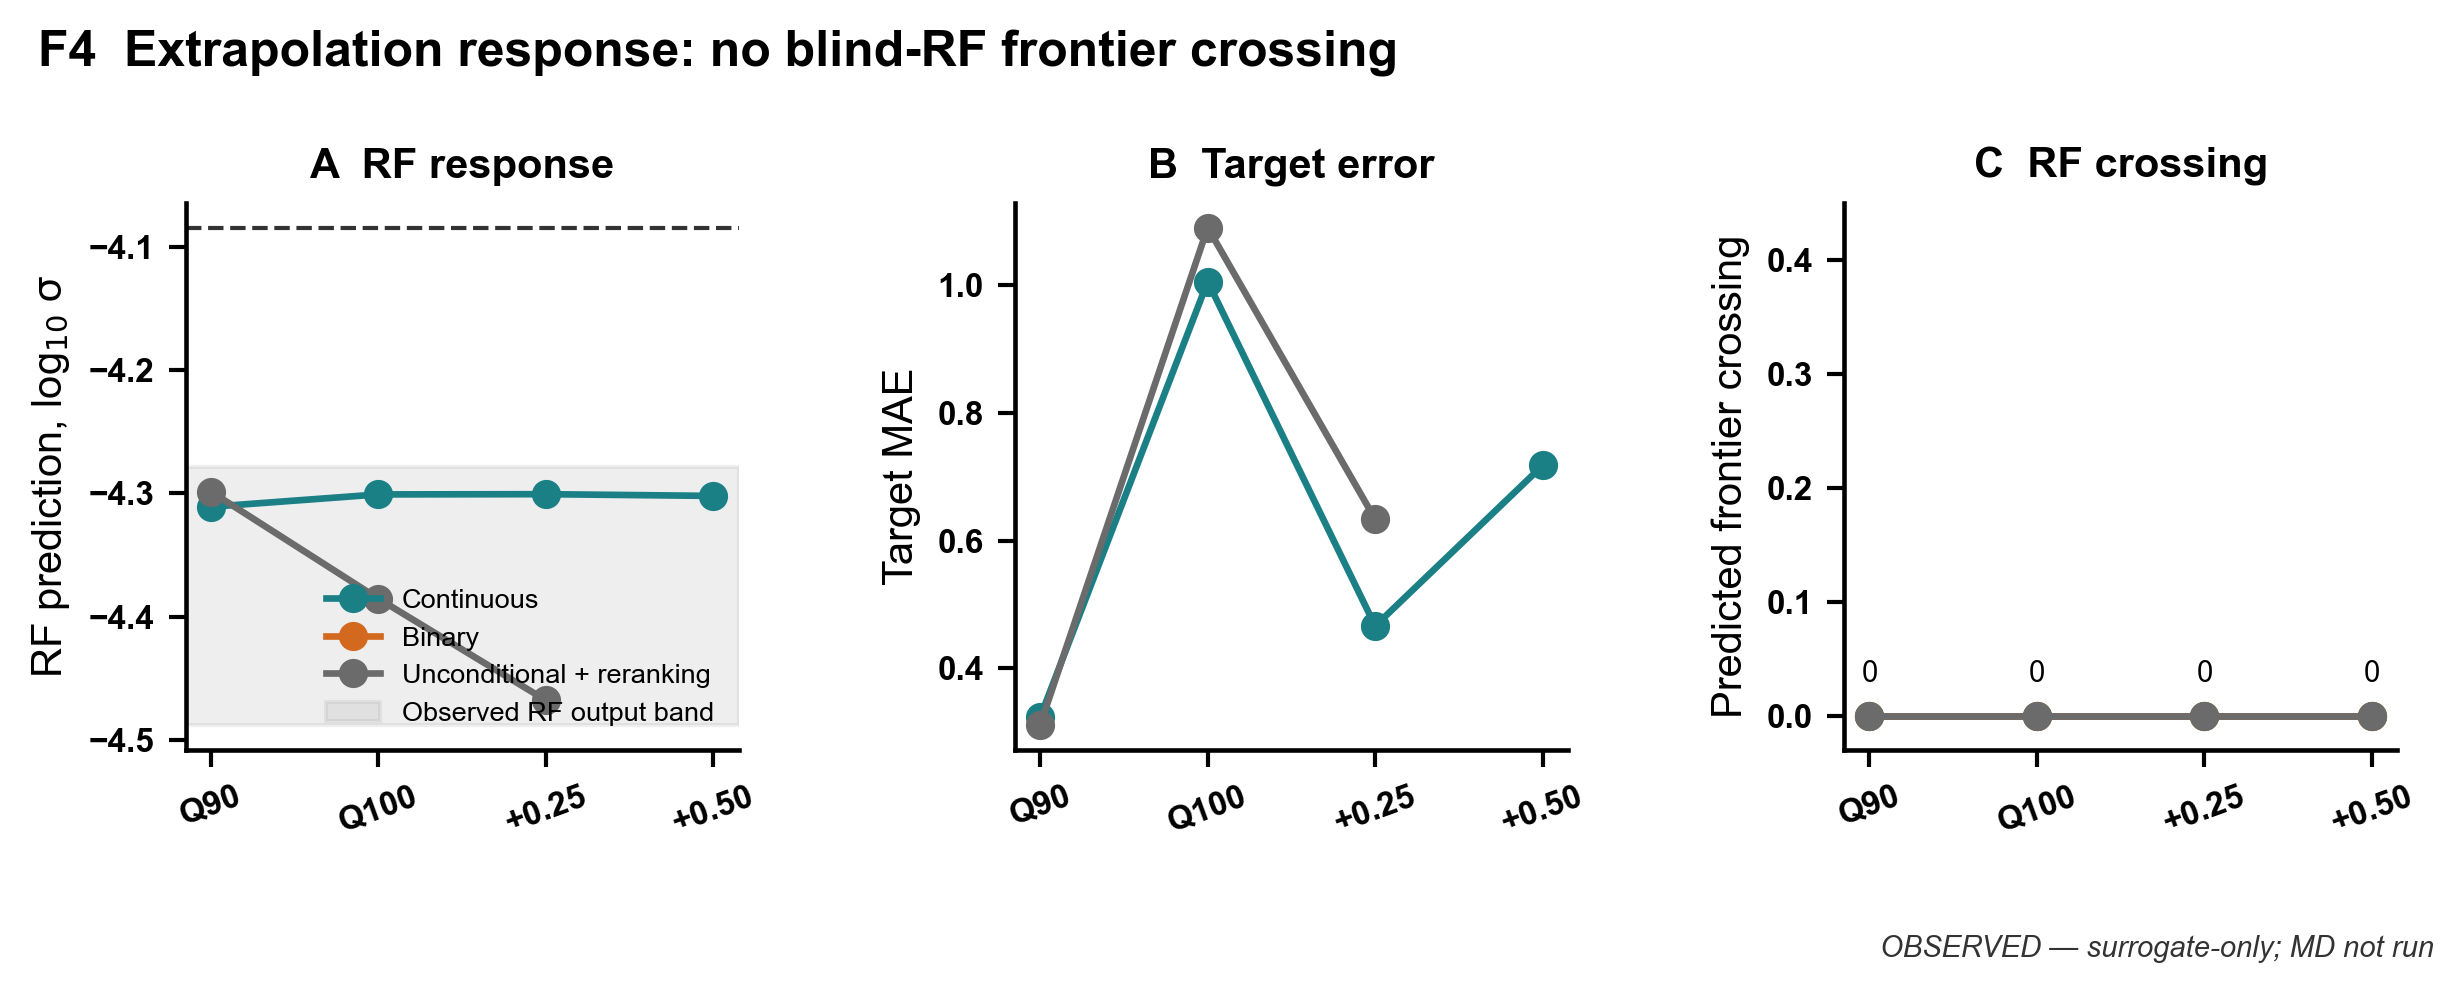 F4 Extrapolation response: no blind-RF frontier crossing
A RF response
RF prediction, log₁₀ σ
−4.1
−4.2
−4.3
−4.4
−4.5
Continuous
Binary
Unconditional + reranking
Observed RF output band
Q90
Q100
+0.25
+0.50
B Target error
Target MAE
1.0
0.8
0.6
0.4
Q90
Q100
+0.25
+0.50
C RF crossing
Predicted frontier crossing
0.4
0.3
0.2
0.1
0.0
0
0
0
0
Q90
Q100
+0.25
+0.50
OBSERVED — surrogate-only; MD not run